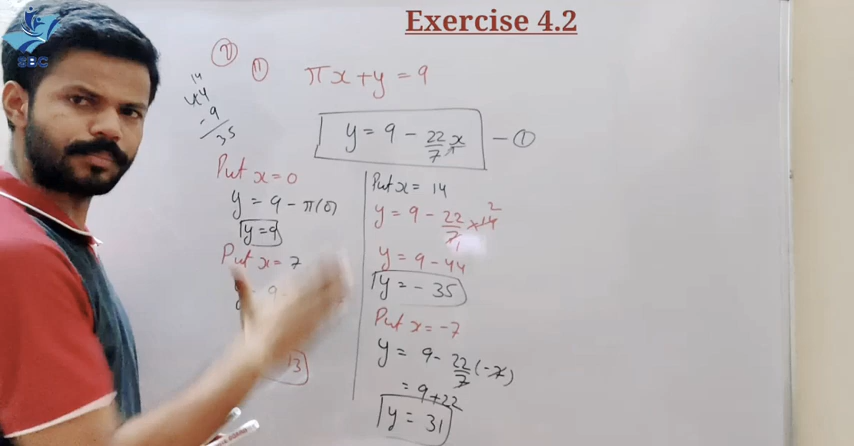 Exercise 4.2
SBC
② ⑪ πx + y = 9
y = 9 - 22/7 x — ①
14
44
- 9
35
Put x = 0
y = 9 - π(0)
y = 9
Put x = 7
y
13
Put x = 14
y = 9 - 22/7 × 14 2
y = 9 - 44
y = - 35
Put x = -7
y = 9 - 22/7 (-7)
= 9 + 22
y = 31